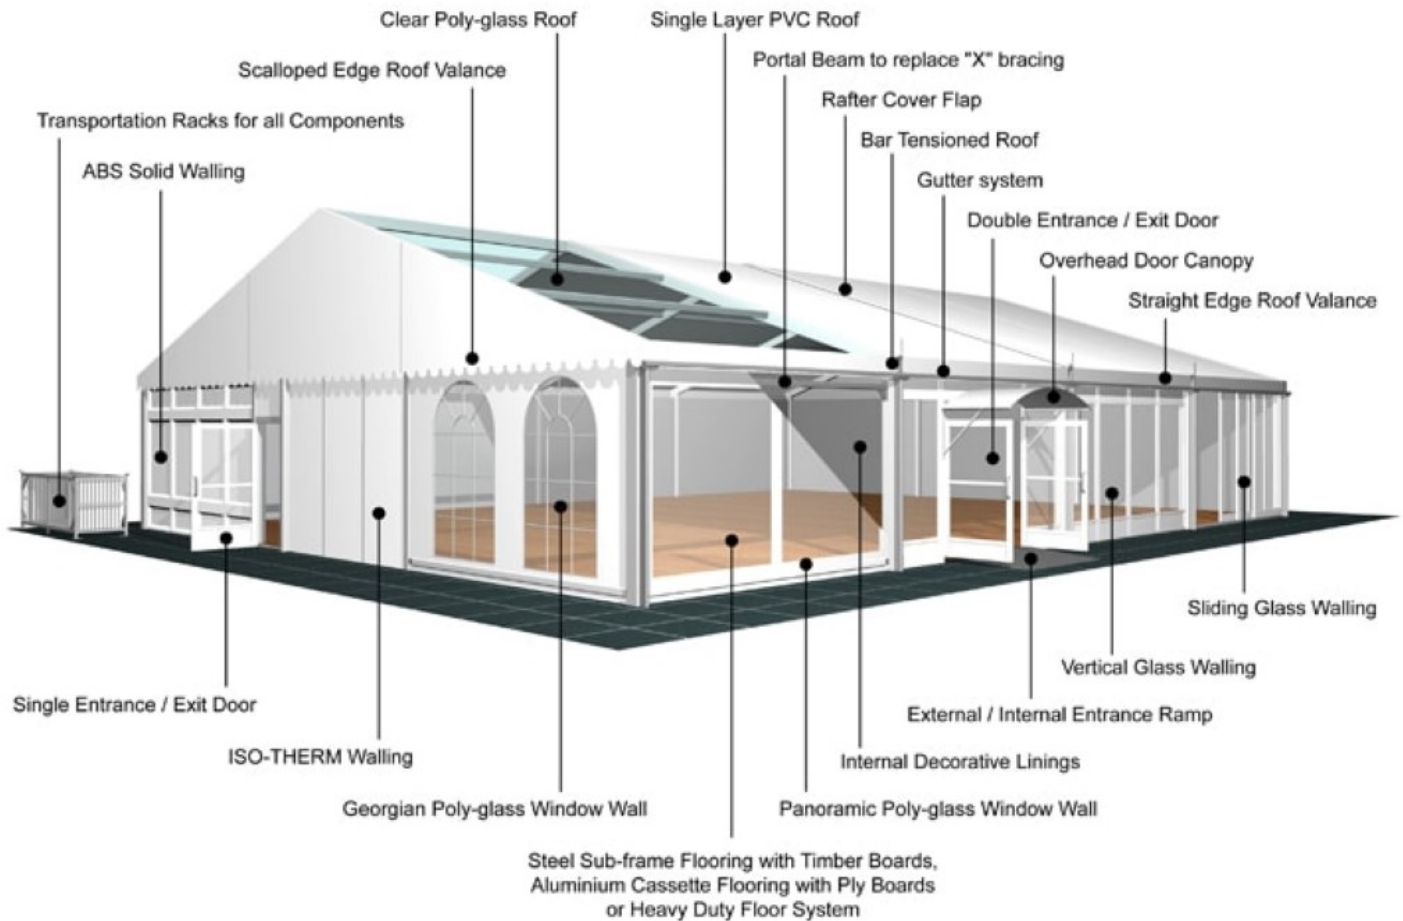 Clear Poly-glass Roof
Single Layer PVC Roof
Scalloped Edge Roof Valance
Portal Beam to replace "X" bracing
Transportation Racks for all Components
Rafter Cover Flap
ABS Solid Walling
Bar Tensioned Roof
Gutter system
Double Entrance / Exit Door
Overhead Door Canopy
Straight Edge Roof Valance
Sliding Glass Walling
Vertical Glass Walling
Single Entrance / Exit Door
External / Internal Entrance Ramp
ISO-THERM Walling
Internal Decorative Linings
Georgian Poly-glass Window Wall
Panoramic Poly-glass Window Wall
Steel Sub-frame Flooring with Timber Boards,
Aluminium Cassette Flooring with Ply Boards
or Heavy Duty Floor System